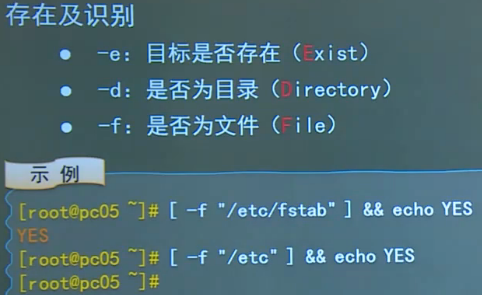 存在及识别
● -e：目标是否存在（Exist）
● -d：是否为目录（Directory）
● -f：是否为文件（File）
示 例
[root@pc05 ~]# [ -f "/etc/fstab" ] && echo YES
YES
[root@pc05 ~]# [ -f "/etc" ] && echo YES
[root@pc05 ~]#